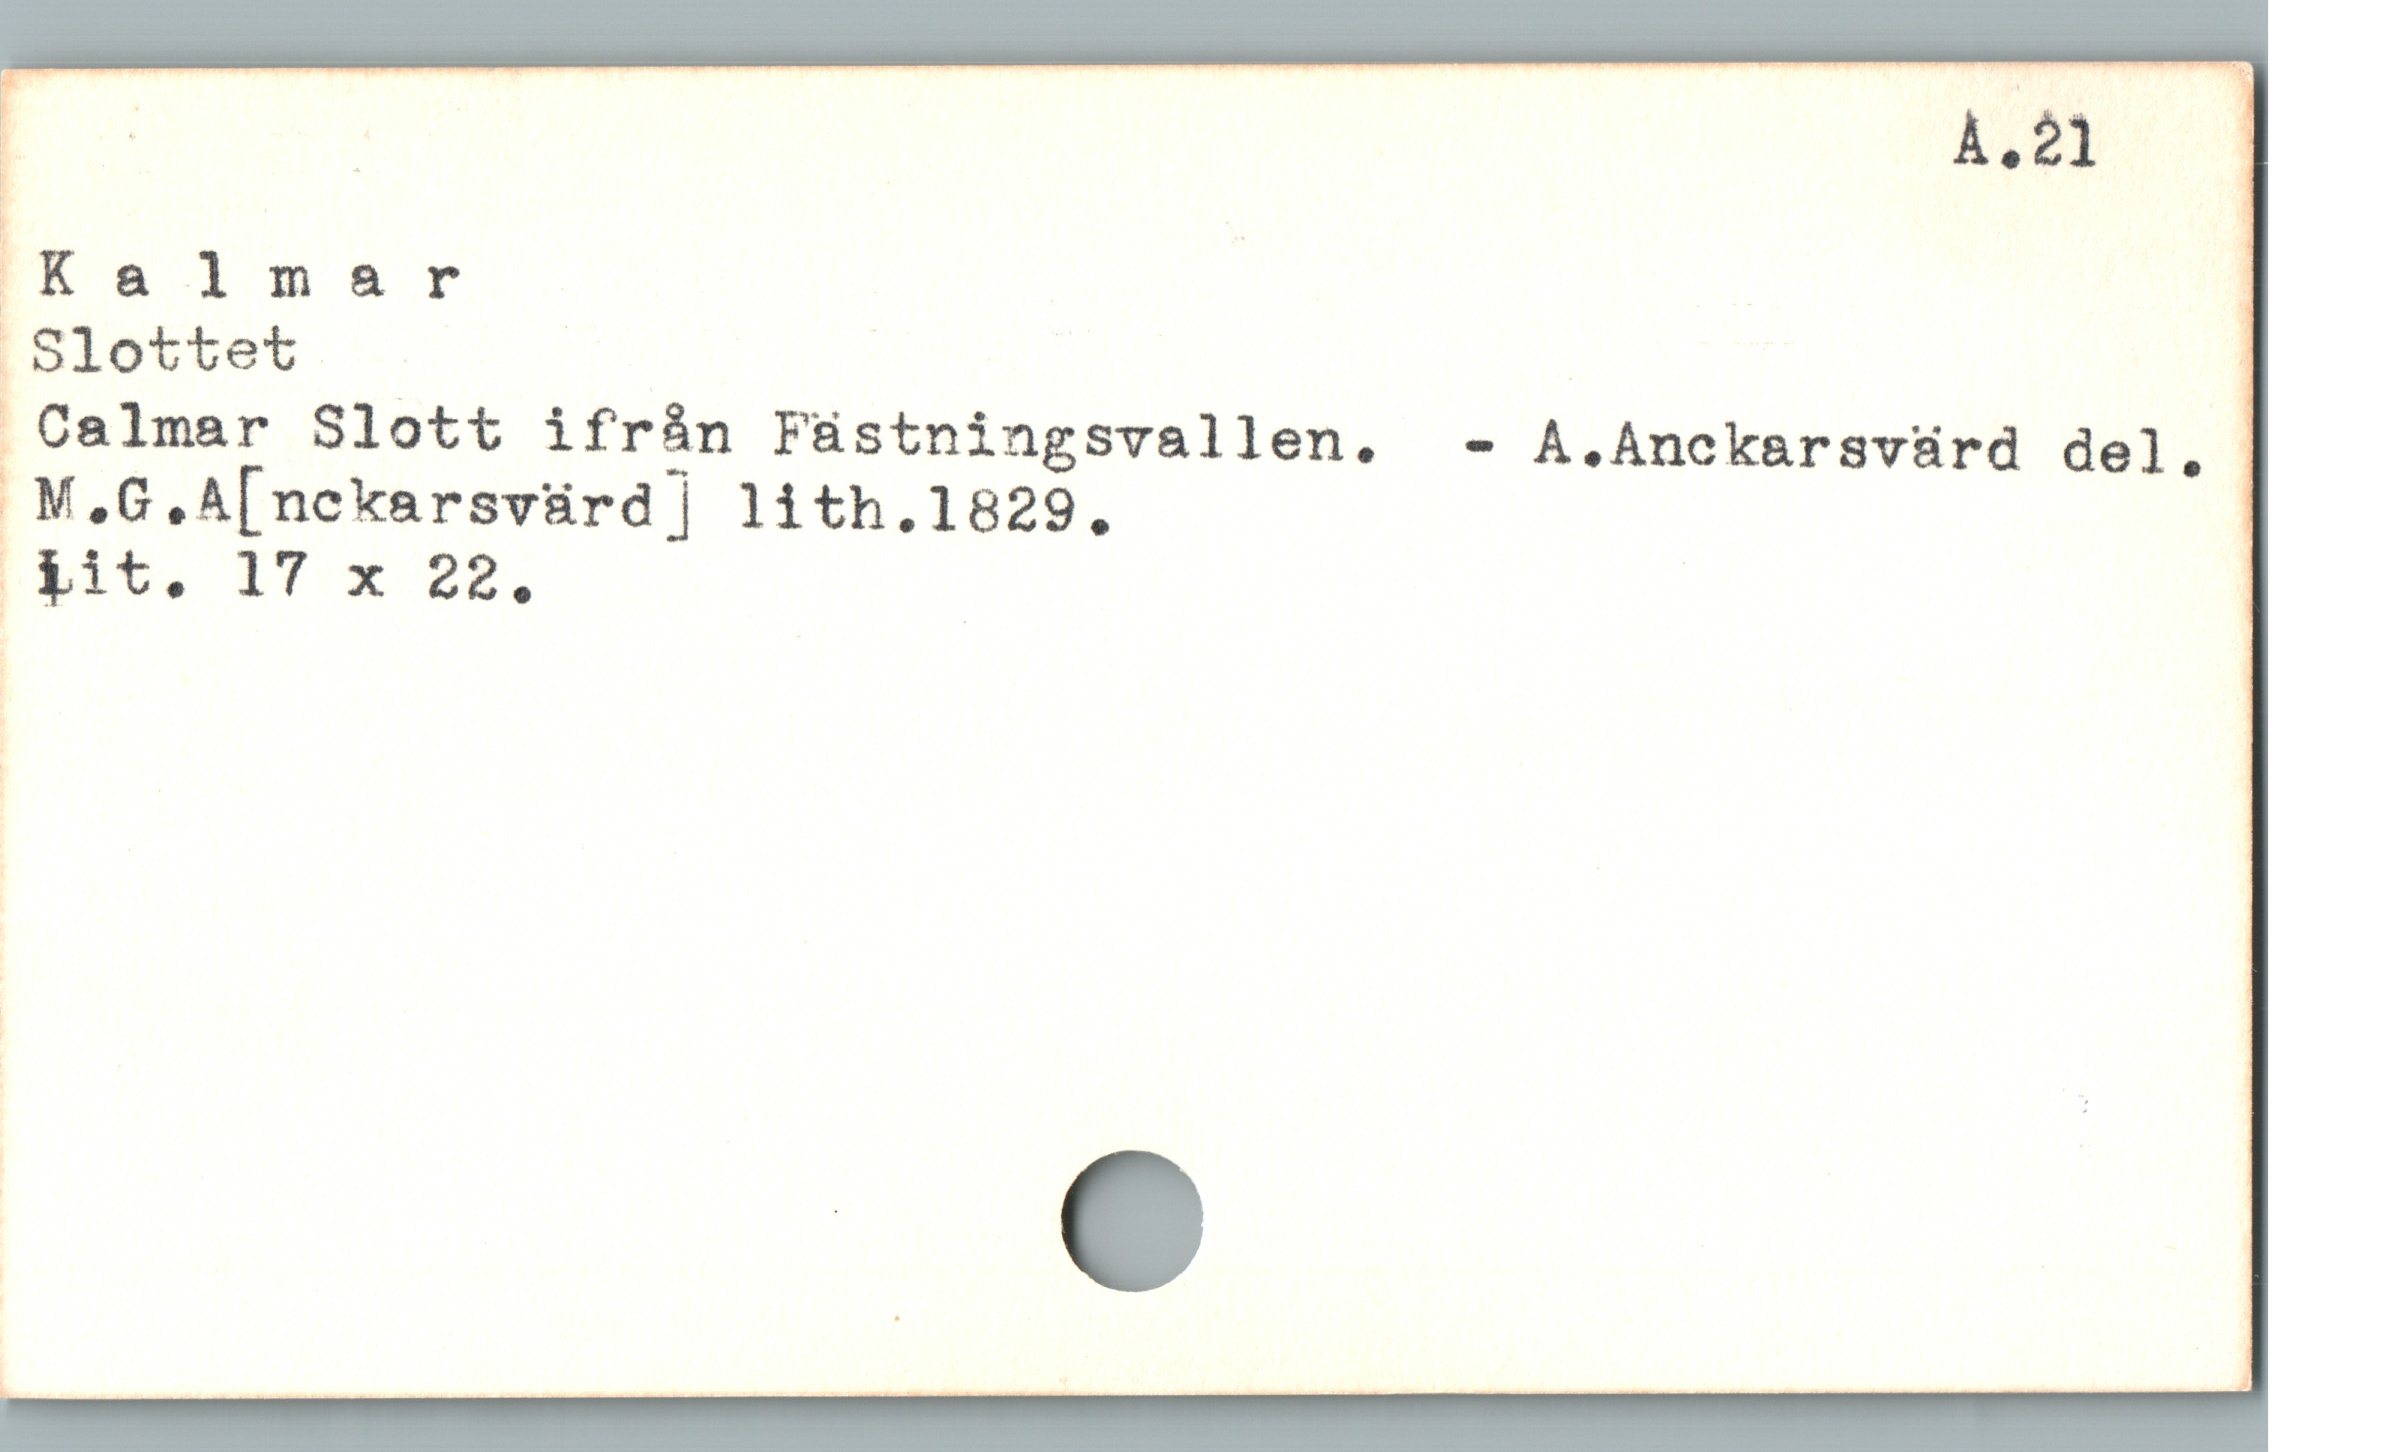 A.21
K a l m a r
Slottet
Calmar Slott ifrån Fästningsvallen. - A.Anckarsvärd del.
M.G.A[nckarsvärd] lith.1829.
Lit. 17 x 22.